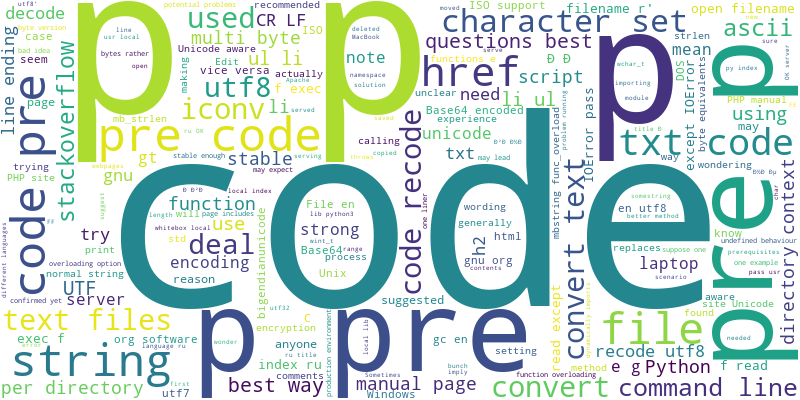 utf8'
decode
case
potential problems
byte version
bad idea
line ending
seem
line
usr local
bytes rather
open
used
CR LF
multi byte
Unicode aware
vice versa
making
ISO
Edit
ul li
actually
deleted
MacBook
note
namespace
solution
p
p
p
p
p
code
pre
pre
href
character set
questions best
functions e
Đ Đ
script
mean
ISO support
filename r'
open filename
new
ascii
strlen
sure
DOS
wchar_t
importing
module
py index
OK server
PHP manual
using
may
utf8
page
trying
PHP site
stackoverflow
iconv
f exec
Apache
served
saved
mb_strlen
li
pre code
ru OK
serving
throws
webpages
gt
gnu
stable enough
stable
may expect
unclear
need
li ul
Base64 encoded
experience
unicode
calling
copied
txt
may lead
txt code
except IOError
IOError pass
byte equivalents
wondering
way
char
code pre
function
local index
length
will
page includes
use
whitebox local
std
try
print
overloading option
normal string
UTF
server
deal
encoding
reason
File en
lib python3
strong
wint_t
range
Base64
process
Unix
bigendianunicode
code recode
one liner
wording
generally
h2
html
gnu org
contents
mbstring func_overload
problem running
convert text
somestring
en utf8
better method
replaces
laptop
scenario
suppose one
know
undefined behaviour
prerequisites
one example
pass usr
aware
site Unicode
found
needed
directory context
different languages
confirmed yet
text files
exec f
org software
language ru
error
string
per directory
first
utf7
wonder
anyone
index ru
ru title
comments
best way
encryption
utf32
C
production environment
local lib
Sometimes
Windows
manual page
suggested
gc en
setting
bunch
imply
read except
convert
function overloading
method
file
recode utf8
e g
Python
f read
command line